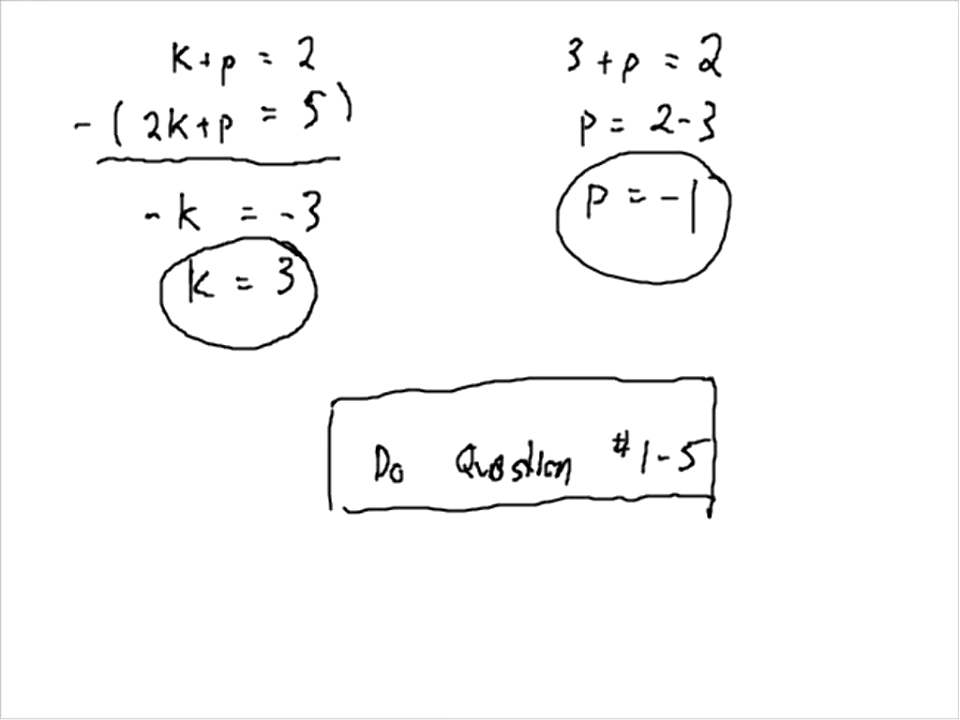 k+p = 2
-(2k+p = 5)
-k = -3
k = 3
3+p = 2
p = 2-3
p = -1
Do Question #1-5